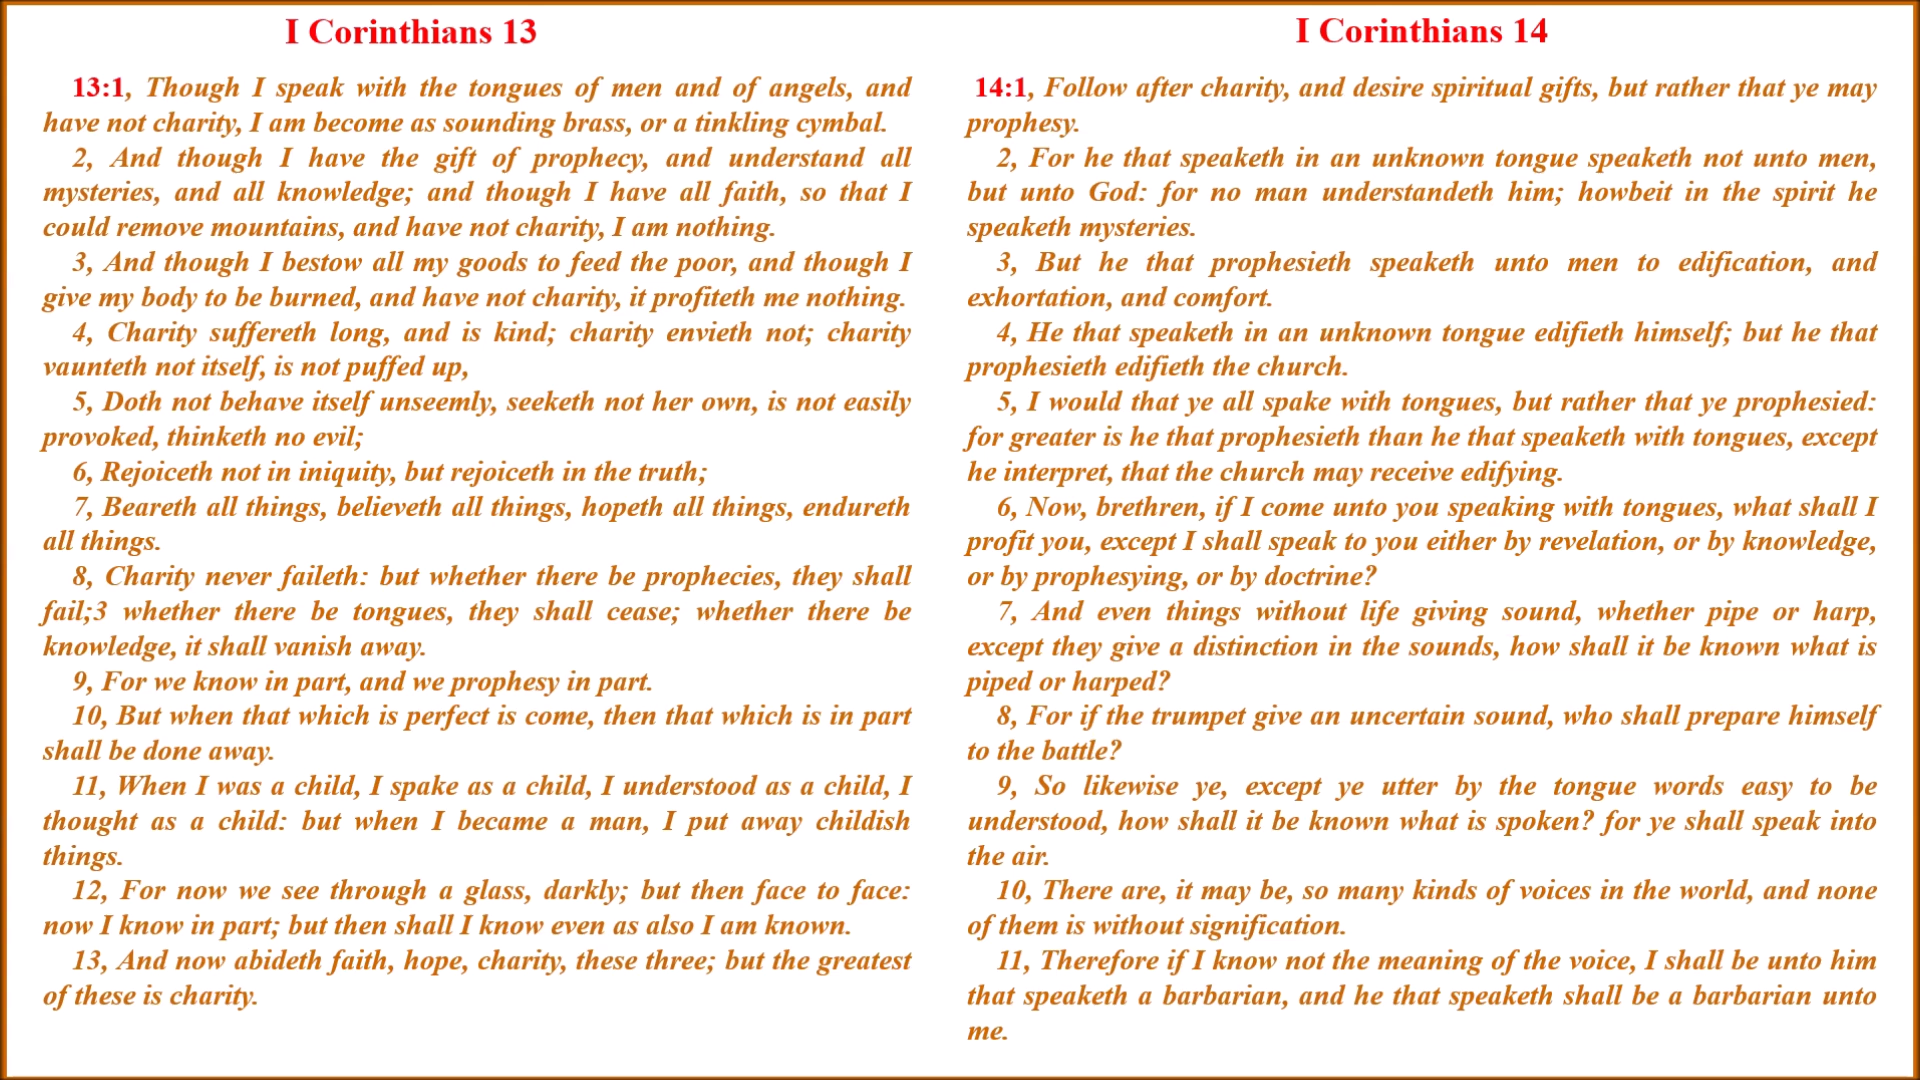 I Corinthians 13
13:1, Though I speak with the tongues of men and of angels, and
have not charity, I am become as sounding brass, or a tinkling cymbal.
2, And though I have the gift of prophecy, and understand all
mysteries, and all knowledge; and though I have all faith, so that I
could remove mountains, and have not charity, I am nothing.
3, And though I bestow all my goods to feed the poor, and though I
give my body to be burned, and have not charity, it profiteth me nothing.
4, Charity suffereth long, and is kind; charity envieth not; charity
vaunteth not itself, is not puffed up,
5, Doth not behave itself unseemly, seeketh not her own, is not easily
provoked, thinketh no evil;
6, Rejoiceth not in iniquity, but rejoiceth in the truth;
7, Beareth all things, believeth all things, hopeth all things, endureth
all things.
8, Charity never faileth: but whether there be prophecies, they shall
fail;3 whether there be tongues, they shall cease; whether there be
knowledge, it shall vanish away.
9, For we know in part, and we prophesy in part.
10, But when that which is perfect is come, then that which is in part
shall be done away.
11, When I was a child, I spake as a child, I understood as a child, I
thought as a child: but when I became a man, I put away childish
things.
12, For now we see through a glass, darkly; but then face to face:
now I know in part; but then shall I know even as also I am known.
13, And now abideth faith, hope, charity, these three; but the greatest
of these is charity.
I Corinthians 14
14:1, Follow after charity, and desire spiritual gifts, but rather that ye may
prophesy.
2, For he that speaketh in an unknown tongue speaketh not unto men,
but unto God: for no man understandeth him; howbeit in the spirit he
speaketh mysteries.
3, But he that prophesieth speaketh unto men to edification, and
exhortation, and comfort.
4, He that speaketh in an unknown tongue edifieth himself; but he that
prophesieth edifieth the church.
5, I would that ye all spake with tongues, but rather that ye prophesied:
for greater is he that prophesieth than he that speaketh with tongues, except
he interpret, that the church may receive edifying.
6, Now, brethren, if I come unto you speaking with tongues, what shall I
profit you, except I shall speak to you either by revelation, or by knowledge,
or by prophesying, or by doctrine?
7, And even things without life giving sound, whether pipe or harp,
except they give a distinction in the sounds, how shall it be known what is
piped or harped?
8, For if the trumpet give an uncertain sound, who shall prepare himself
to the battle?
9, So likewise ye, except ye utter by the tongue words easy to be
understood, how shall it be known what is spoken? for ye shall speak into
the air.
10, There are, it may be, so many kinds of voices in the world, and none
of them is without signification.
11, Therefore if I know not the meaning of the voice, I shall be unto him
that speaketh a barbarian, and he that speaketh shall be a barbarian unto
me.